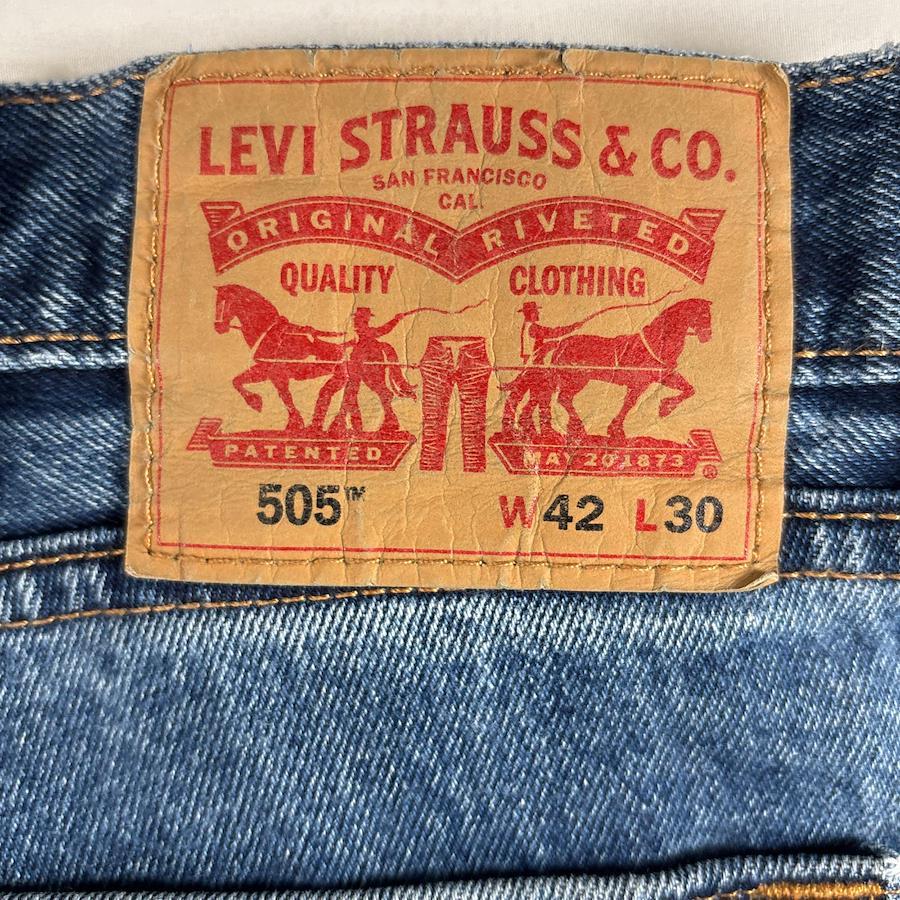 LEVI STRAUSS & CO.
SAN FRANCISCO
CAL
ORIGINAL RIVETED
QUALITY CLOTHING
PATENTED MAY 20 1873 ®
505™ W42 L30